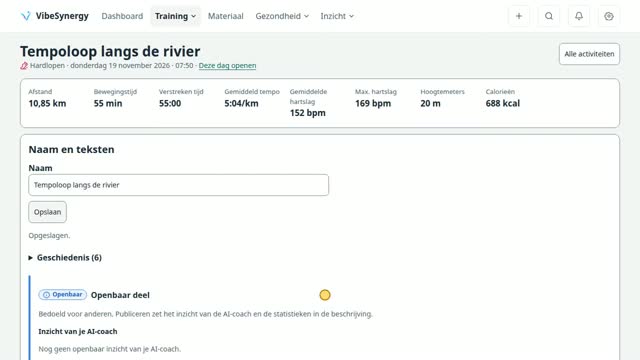 VibeSynergy Dashboard Training Materiaal Gezondheid Inzicht
Tempoloop langs de rivier
Alle activiteiten
Hardlopen · donderdag 19 november 2026 · 07:50 · Deze dag openen
Afstand
10,85 km
Bewegingstijd
55 min
Verstreken tijd
55:00
Gemiddeld tempo
5:04/km
Gemiddelde
hartslag
152 bpm
Max. hartslag
169 bpm
Hoogtemeters
20 m
Calorieën
688 kcal
Naam en teksten
Naam
Tempoloop langs de rivier
Opslaan
Opgeslagen.
Geschiedenis (6)
Openbaar Openbaar deel
Bedoeld voor anderen. Publiceren zet het inzicht van de AI-coach en de statistieken in de beschrijving.
Inzicht van je AI-coach
Nog geen openbaar inzicht van je AI-coach.